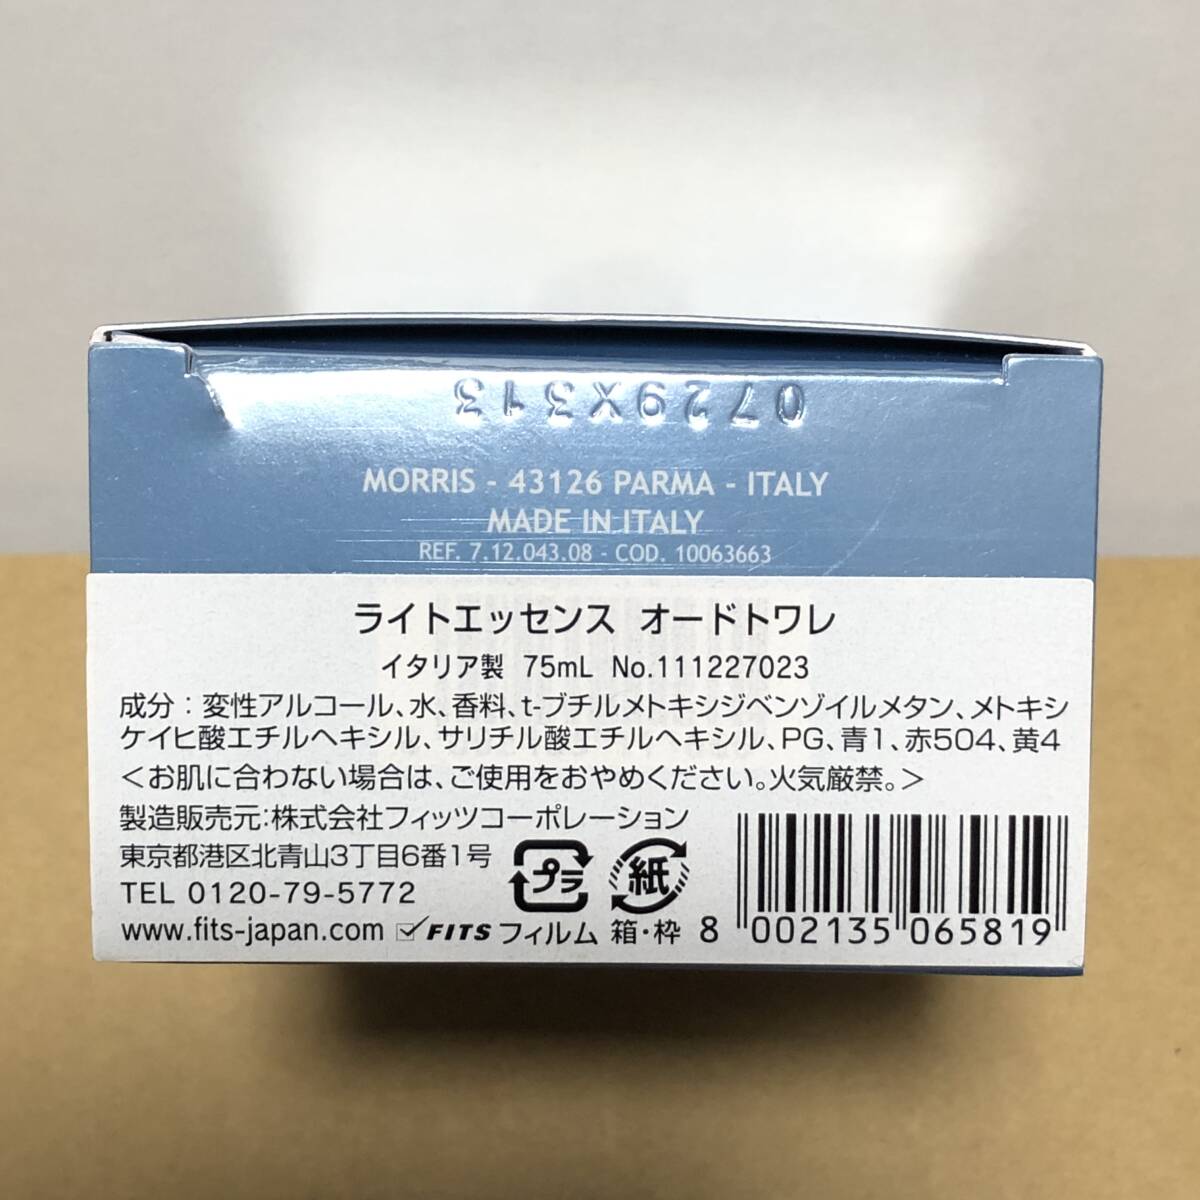 0729X313
MORRIS - 43126 PARMA - ITALY
MADE IN ITALY
REF. 7.12.043.08 - COD. 10063663
ライトエッセンス オードトワレ
イタリア製 75mL No.111227023
成分：変性アルコール、水、香料、t-ブチルメトキシジベンゾイルメタン、メトキシ
ケイヒ酸エチルヘキシル、サリチル酸エチルヘキシル、PG、青1、赤504、黄4
＜お肌に合わない場合は、ご使用をおやめください。火気厳禁。＞
製造販売元:株式会社フィッツコーポレーション
東京都港区北青山3丁目6番1号
TEL 0120-79-5772
www.fits-japan.com FITS
プラ
フィルム
紙
箱・枠
8 002135 065819